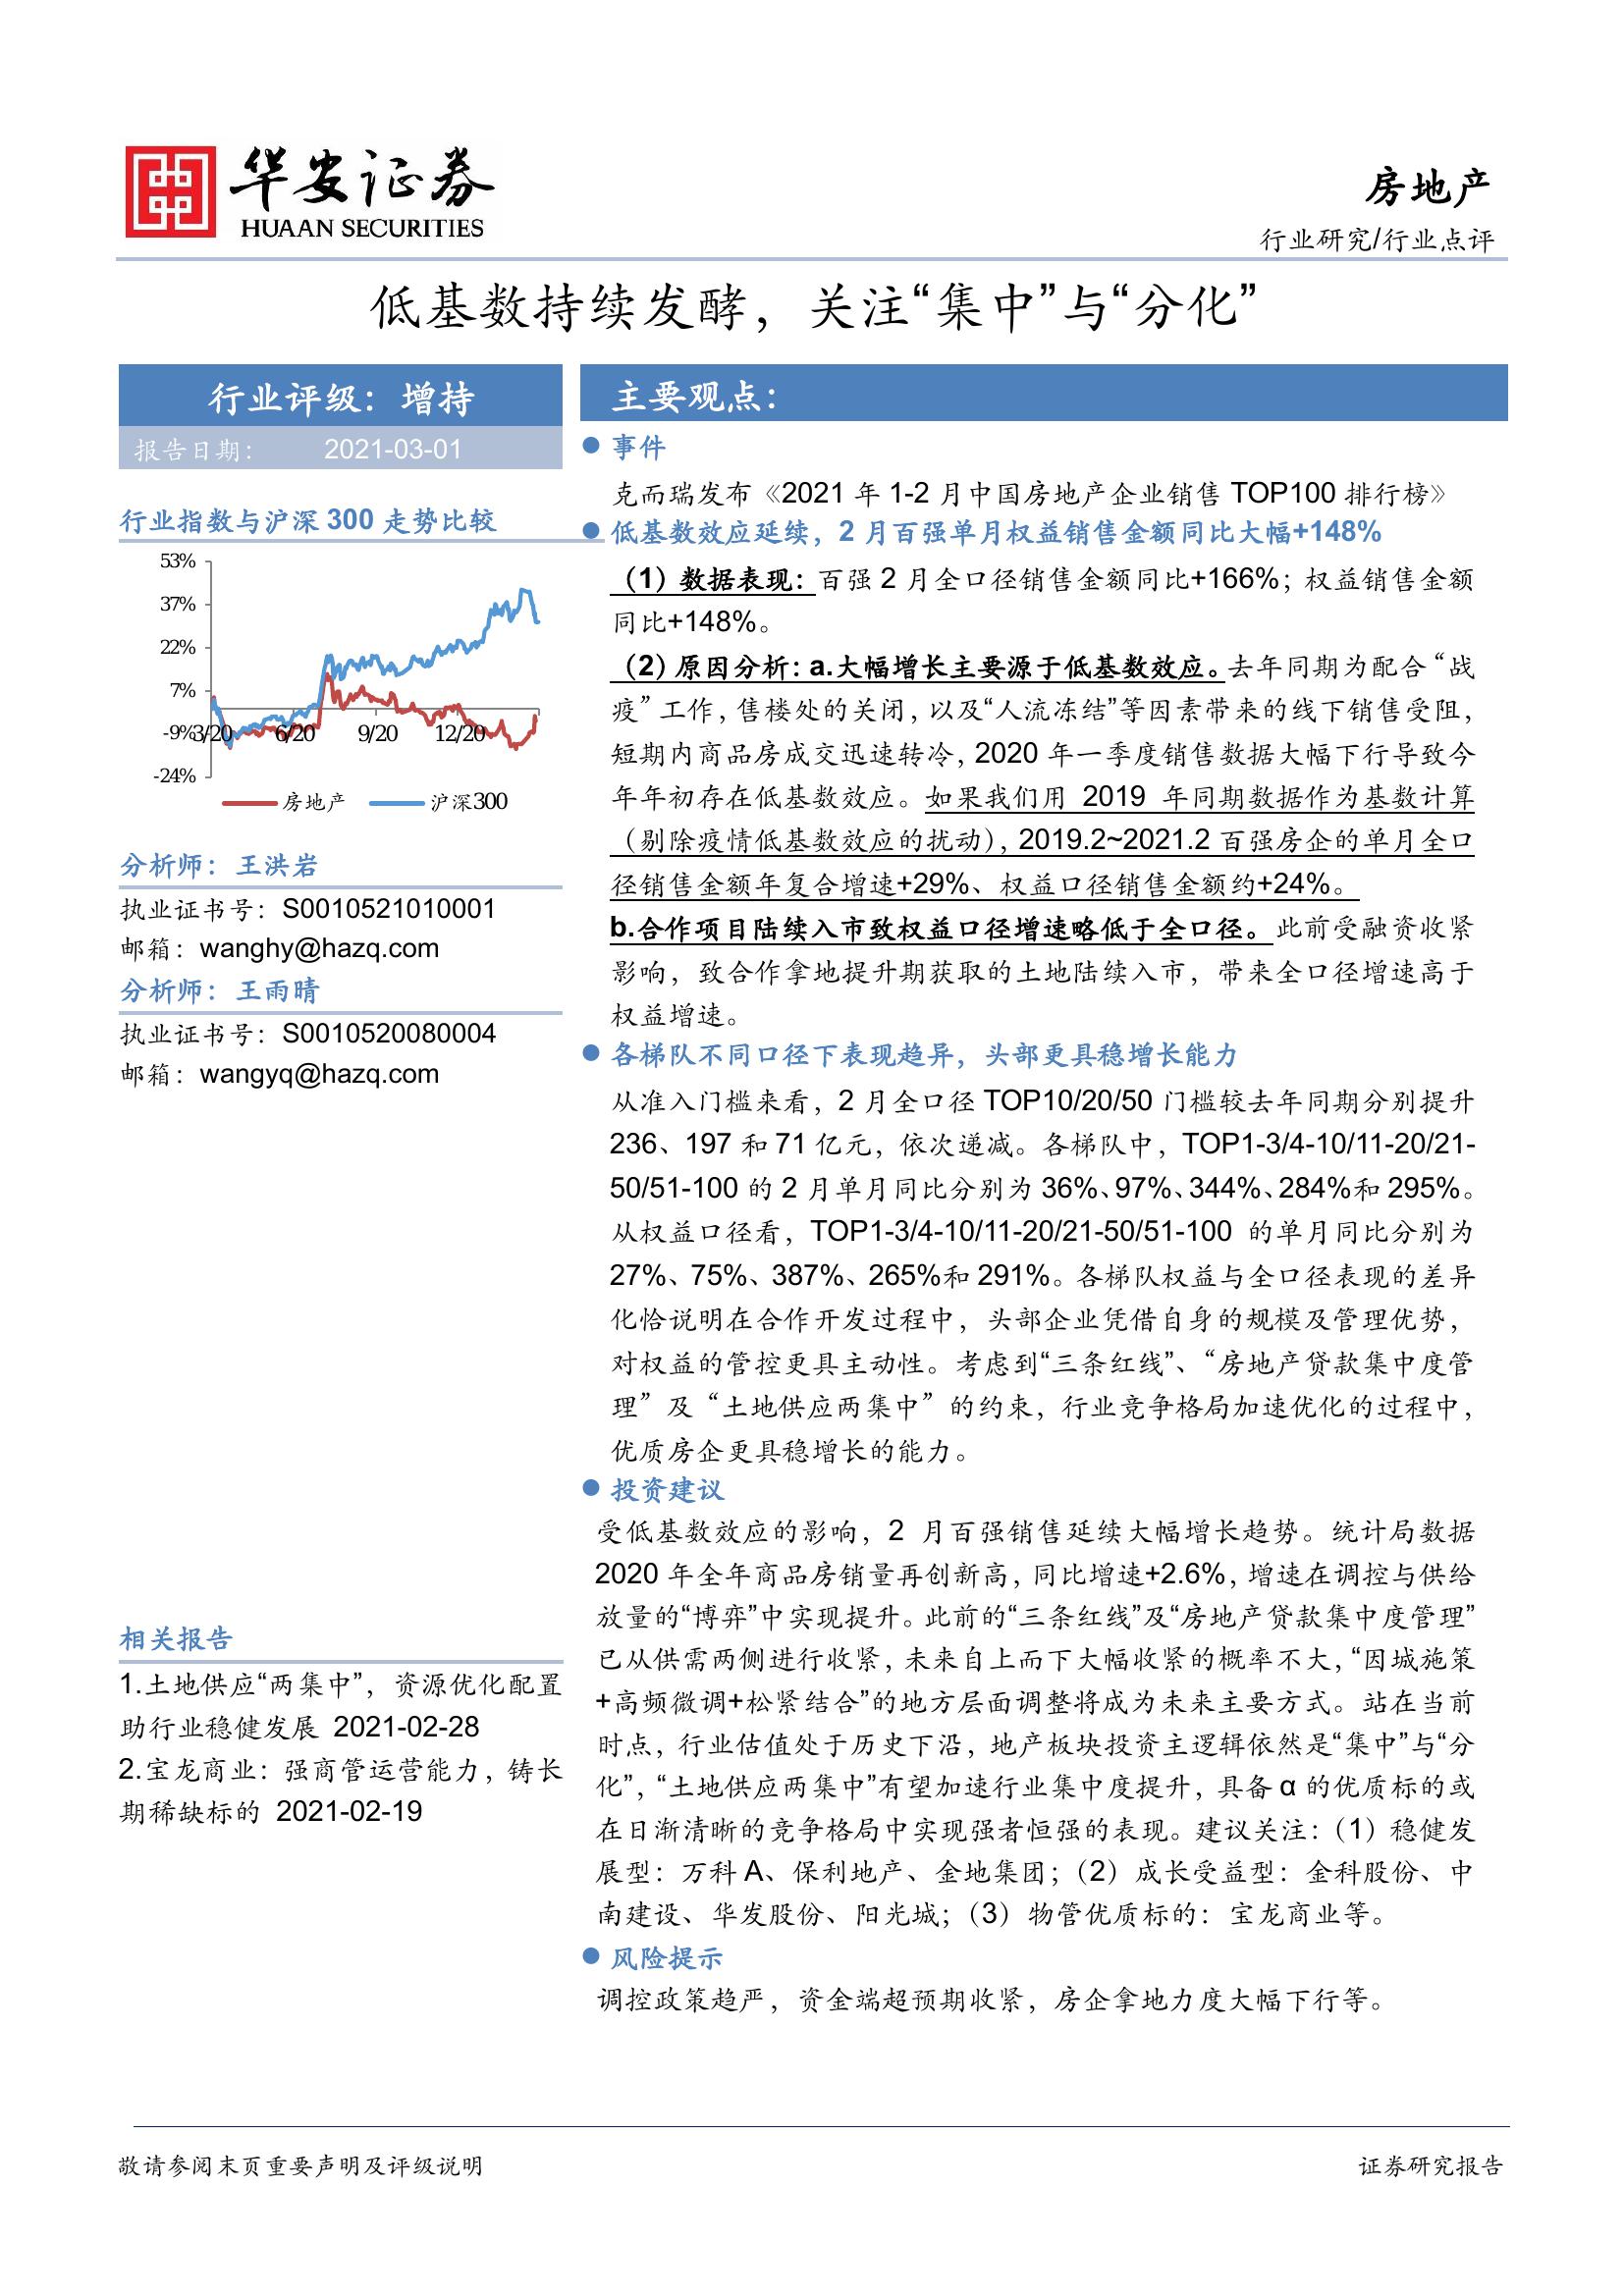 华安证券
HUAAN SECURITIES
房地产
行业研究/行业点评
低基数持续发酵，关注“集中”与“分化”
行业评级：增持
报告日期： 2021-03-01
行业指数与沪深 300 走势比较
53%
37%
22%
7%
-9%
-24%
3/20 6/20 9/20 12/20
房地产 沪深300
分析师：王洪岩
执业证书号：S0010521010001
邮箱：wanghy@hazq.com
分析师：王雨晴
执业证书号：S0010520080004
邮箱：wangyq@hazq.com
相关报告
1.土地供应“两集中”，资源优化配置
助行业稳健发展 2021-02-28
2.宝龙商业：强商管运营能力，铸长
期稀缺标的 2021-02-19
主要观点：
事件
克而瑞发布《2021 年 1-2 月中国房地产企业销售 TOP100 排行榜》
低基数效应延续，2 月百强单月权益销售金额同比大幅+148%
（1）数据表现：百强 2 月全口径销售金额同比+166%；权益销售金额
同比+148%。
（2）原因分析：a.大幅增长主要源于低基数效应。去年同期为配合“战
疫”工作，售楼处的关闭，以及“人流冻结”等因素带来的线下销售受阻，
短期内商品房成交迅速转冷，2020 年一季度销售数据大幅下行导致今
年年初存在低基数效应。如果我们用 2019 年同期数据作为基数计算
（剔除疫情低基数效应的扰动），2019.2~2021.2 百强房企的单月全口
径销售金额年复合增速+29%、权益口径销售金额约+24%。
b.合作项目陆续入市致权益口径增速略低于全口径。此前受融资收紧
影响，致合作拿地提升期获取的土地陆续入市，带来全口径增速高于
权益增速。
各梯队不同口径下表现趋异，头部更具稳增长能力
从准入门槛来看，2 月全口径 TOP10/20/50 门槛较去年同期分别提升
236、197 和 71 亿元，依次递减。各梯队中，TOP1-3/4-10/11-20/21-
50/51-100 的 2 月单月同比分别为 36%、97%、344%、284%和 295%。
从权益口径看，TOP1-3/4-10/11-20/21-50/51-100 的单月同比分别为
27%、75%、387%、265%和 291%。各梯队权益与全口径表现的差异
化恰说明在合作开发过程中，头部企业凭借自身的规模及管理优势，
对权益的管控更具主动性。考虑到“三条红线”、“房地产贷款集中度管
理”及“土地供应两集中”的约束，行业竞争格局加速优化的过程中，
优质房企更具稳增长的能力。
投资建议
受低基数效应的影响，2 月百强销售延续大幅增长趋势。统计局数据
2020 年全年商品房销量再创新高，同比增速+2.6%，增速在调控与供给
放量的“博弈”中实现提升。此前的“三条红线”及“房地产贷款集中度管理”
已从供需两侧进行收紧，未来自上而下大幅收紧的概率不大，“因城施策
+高频微调+松紧结合”的地方层面调整将成为未来主要方式。站在当前
时点，行业估值处于历史下沿，地产板块投资主逻辑依然是“集中”与“分
化”，“土地供应两集中”有望加速行业集中度提升，具备 α 的优质标的或
在日渐清晰的竞争格局中实现强者恒强的表现。建议关注：（1）稳健发
展型：万科 A、保利地产、金地集团；（2）成长受益型：金科股份、中
南建设、华发股份、阳光城；（3）物管优质标的：宝龙商业等。
风险提示
调控政策趋严，资金端超预期收紧，房企拿地力度大幅下行等。
敬请参阅末页重要声明及评级说明
证券研究报告